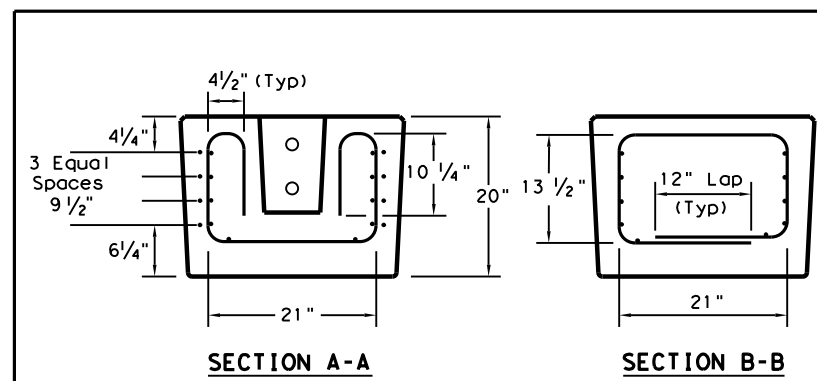 4½" (Typ)
4¼"
3 Equal
Spaces
9½"
6¼"
10 ¼"
20"
21"
SECTION A-A
13 ½"
12" Lap
(Typ)
21"
SECTION B-B